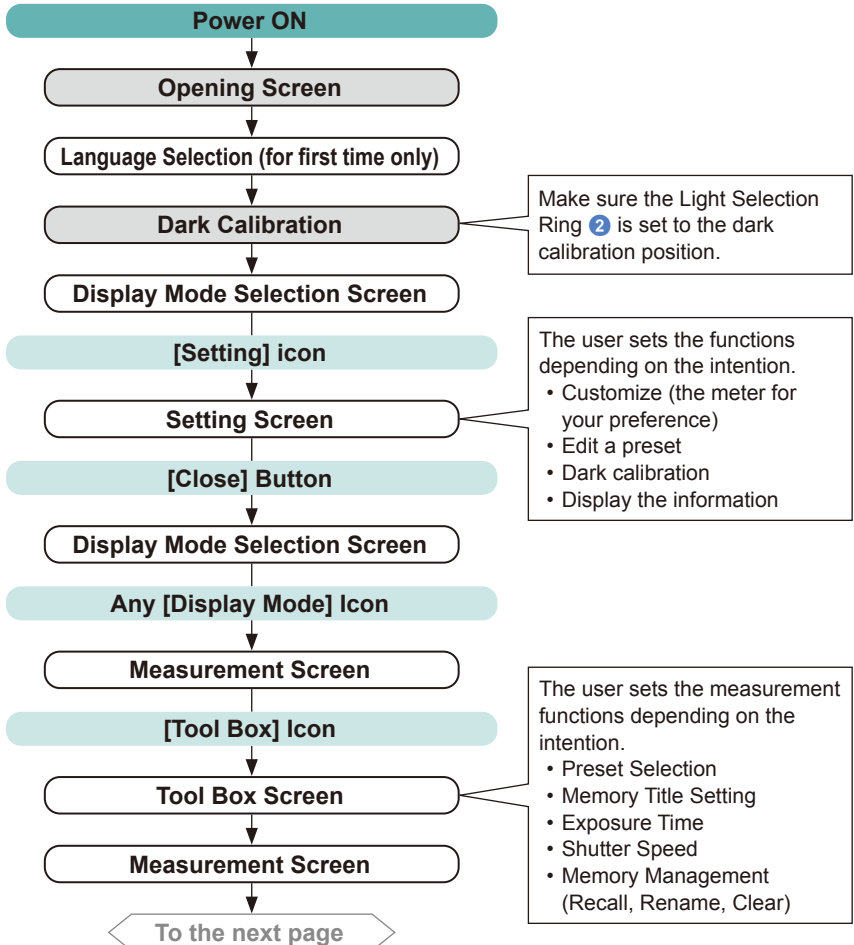 Power ON
Opening Screen
Language Selection (for first time only)
Dark Calibration
Make sure the Light Selection
Ring 2 is set to the dark
calibration position.
Display Mode Selection Screen
[Setting] icon
Setting Screen
The user sets the functions
depending on the intention.
• Customize (the meter for
your preference)
• Edit a preset
• Dark calibration
• Display the information
[Close] Button
Display Mode Selection Screen
Any [Display Mode] Icon
Measurement Screen
[Tool Box] Icon
Tool Box Screen
The user sets the measurement
functions depending on the
intention.
• Preset Selection
• Memory Title Setting
• Exposure Time
• Shutter Speed
• Memory Management
(Recall, Rename, Clear)
Measurement Screen
To the next page